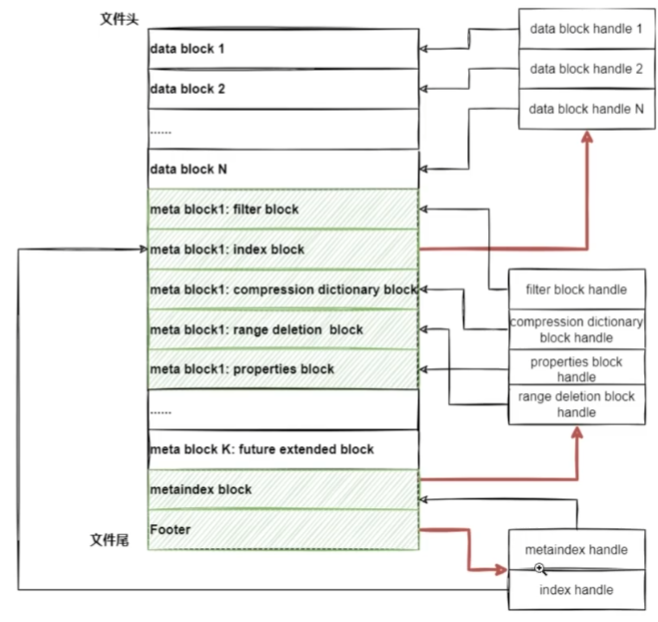 文件头
data block 1
data block 2
......
data block N
meta block1: filter block
meta block1: index block
meta block1: compression dictionary block
meta block1: range deletion block
meta block1: properties block
......
meta block K: future extended block
metaindex block
Footer
文件尾
data block handle 1
data block handle 2
data block handle N
filter block handle
compression dictionary
block handle
properties block
handle
range deletion block
handle
metaindex handle
index handle